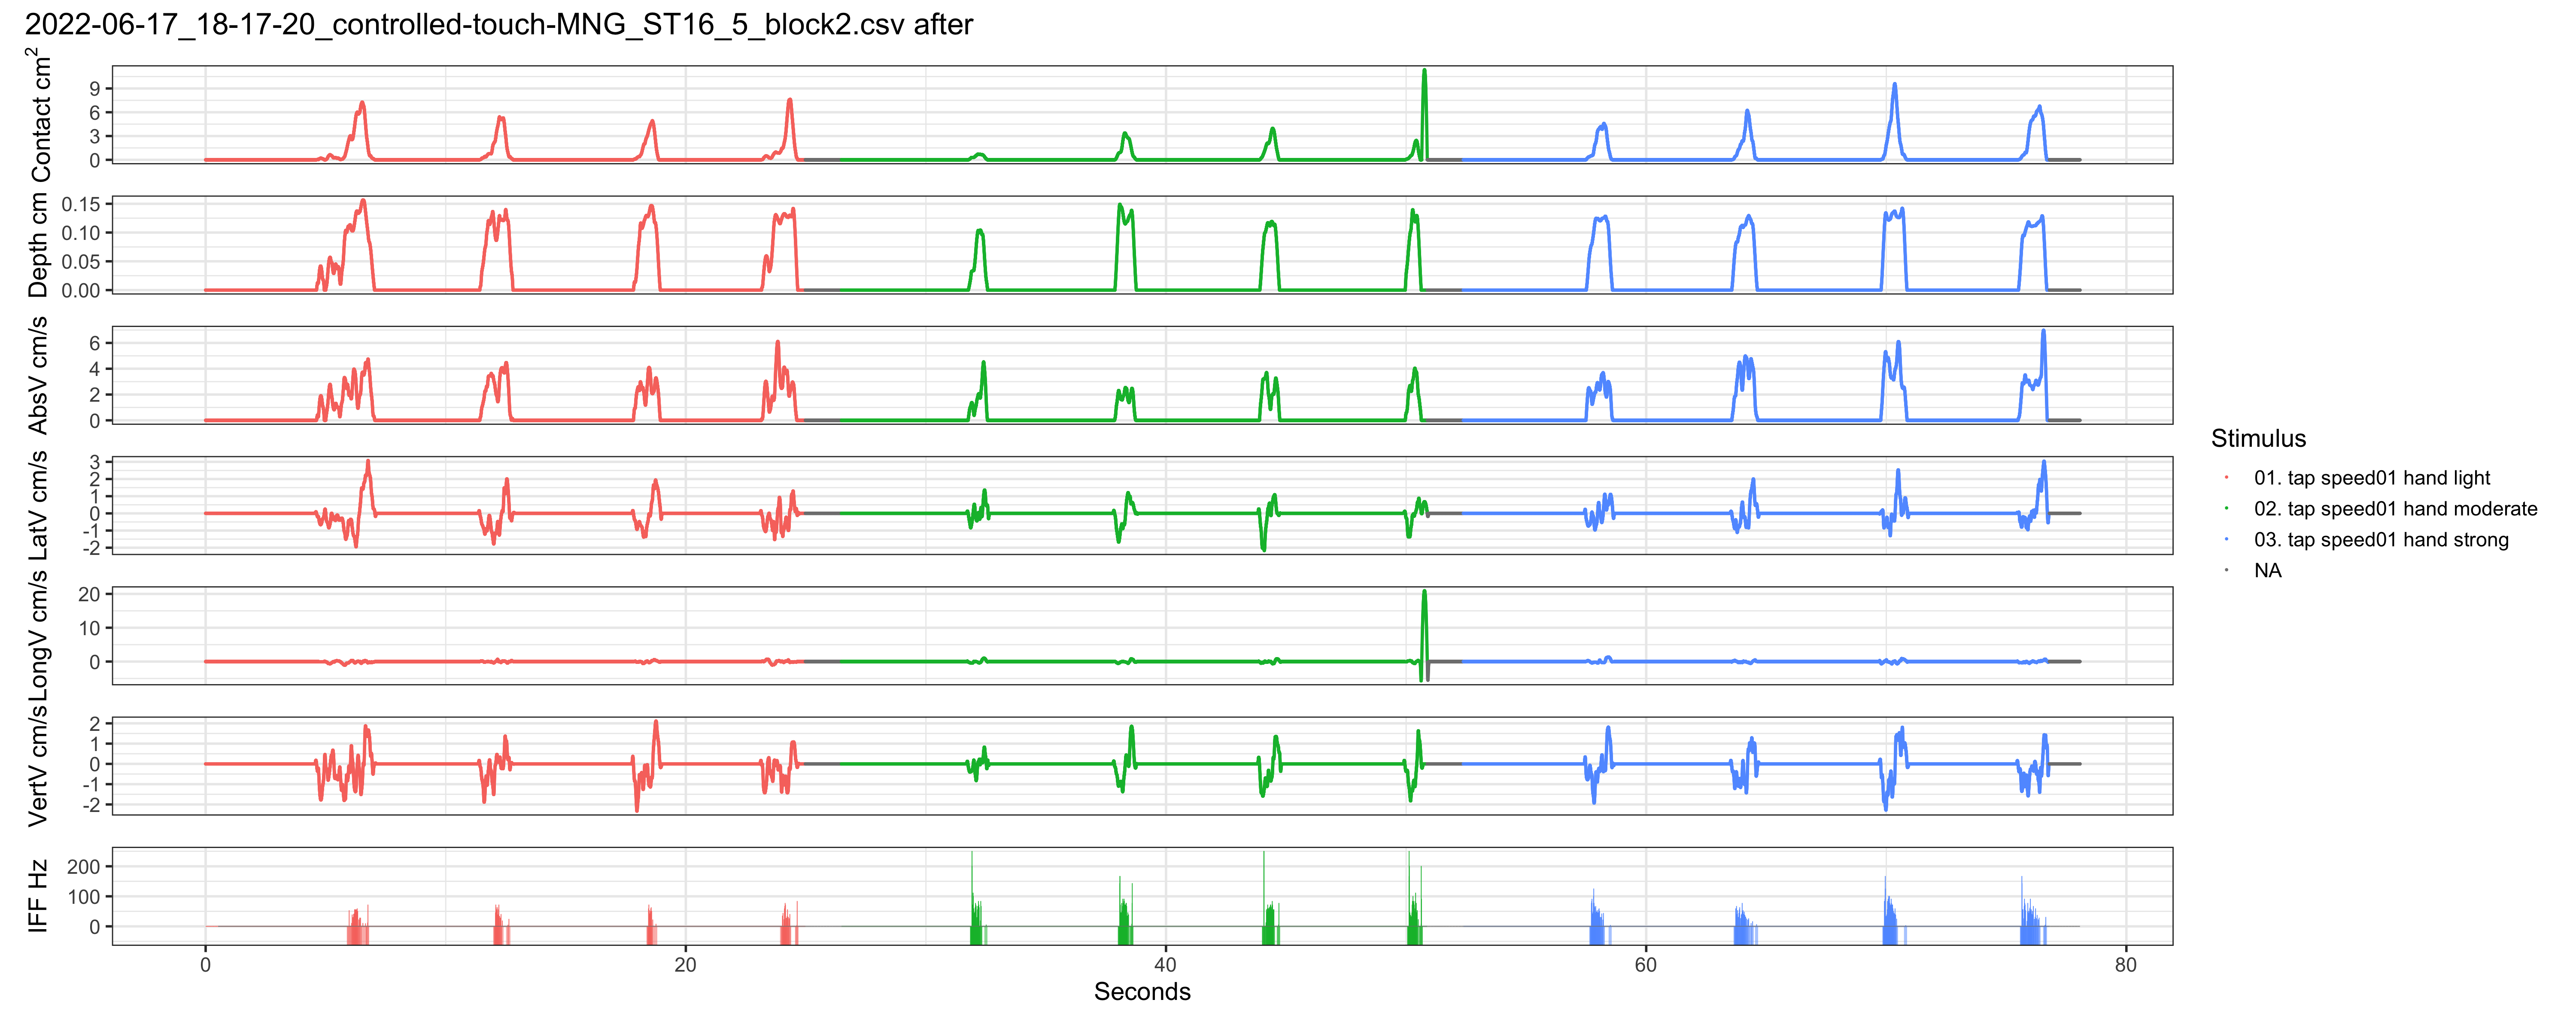 2022-06-17_18-17-20_controlled-touch-MNG_ST16_5_block2.csv after
Contact cm²
9
6
3
0
Depth cm
0.15
0.10
0.05
0.00
AbsV cm/s
6
4
2
0
LatV cm/s
3
2
1
0
-1
-2
LongV cm/s
20
10
0
VertV cm/s
2
1
0
-1
-2
IFF Hz
200
100
0
0 20 40 60 80
Seconds
Stimulus
01. tap speed01 hand light
02. tap speed01 hand moderate
03. tap speed01 hand strong
NA